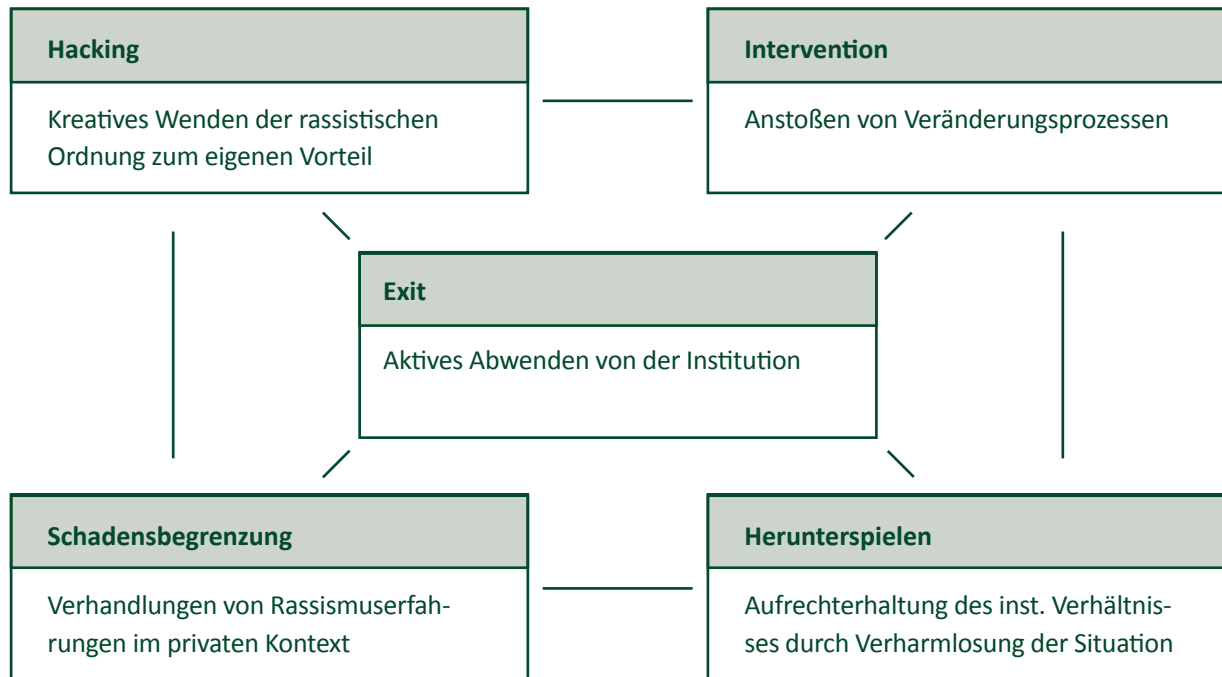 Hacking
Kreatives Wenden der rassistischen
Ordnung zum eigenen Vorteil
Intervention
Anstoßen von Veränderungsprozessen
Exit
Aktives Abwenden von der Institution
Schadensbegrenzung
Verhandlungen von Rassismuserfah-
rungen im privaten Kontext
Herunterspielen
Aufrechterhaltung des inst. Verhältnis-
ses durch Verharmlosung der Situation